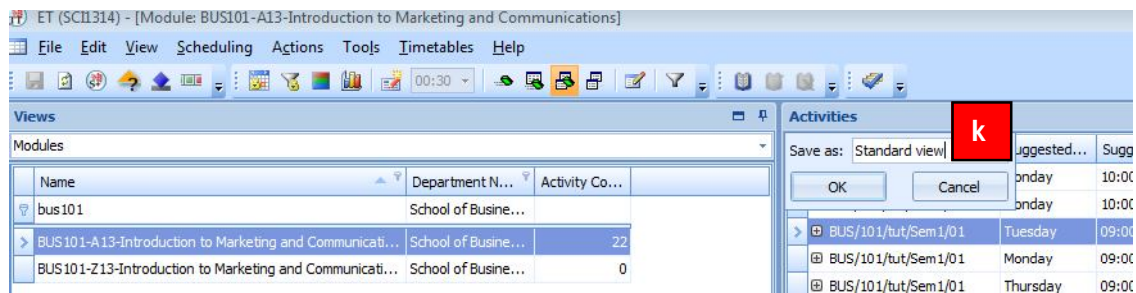 ET (SCI1314) - [Module: BUS101-A13-Introduction to Marketing and Communications]
File Edit View Scheduling Actions Tools Timetables Help
00:30
Views
Activities
k
Modules
Save as: Standard view
uggested... Sugg
Name Department N... Activity Co...
OK Cancel
onday 10:00
bus101 School of Busine...
onday 10:00
BUS101-A13-Introduction to Marketing and Communicati... School of Busine... 22
BUS/101/tut/Sem1/01 Tuesday 09:00
BUS101-Z13-Introduction to Marketing and Communicati... School of Busine... 0
BUS/101/tut/Sem1/01 Monday 09:00
BUS/101/tut/Sem1/01 Thursday 09:00